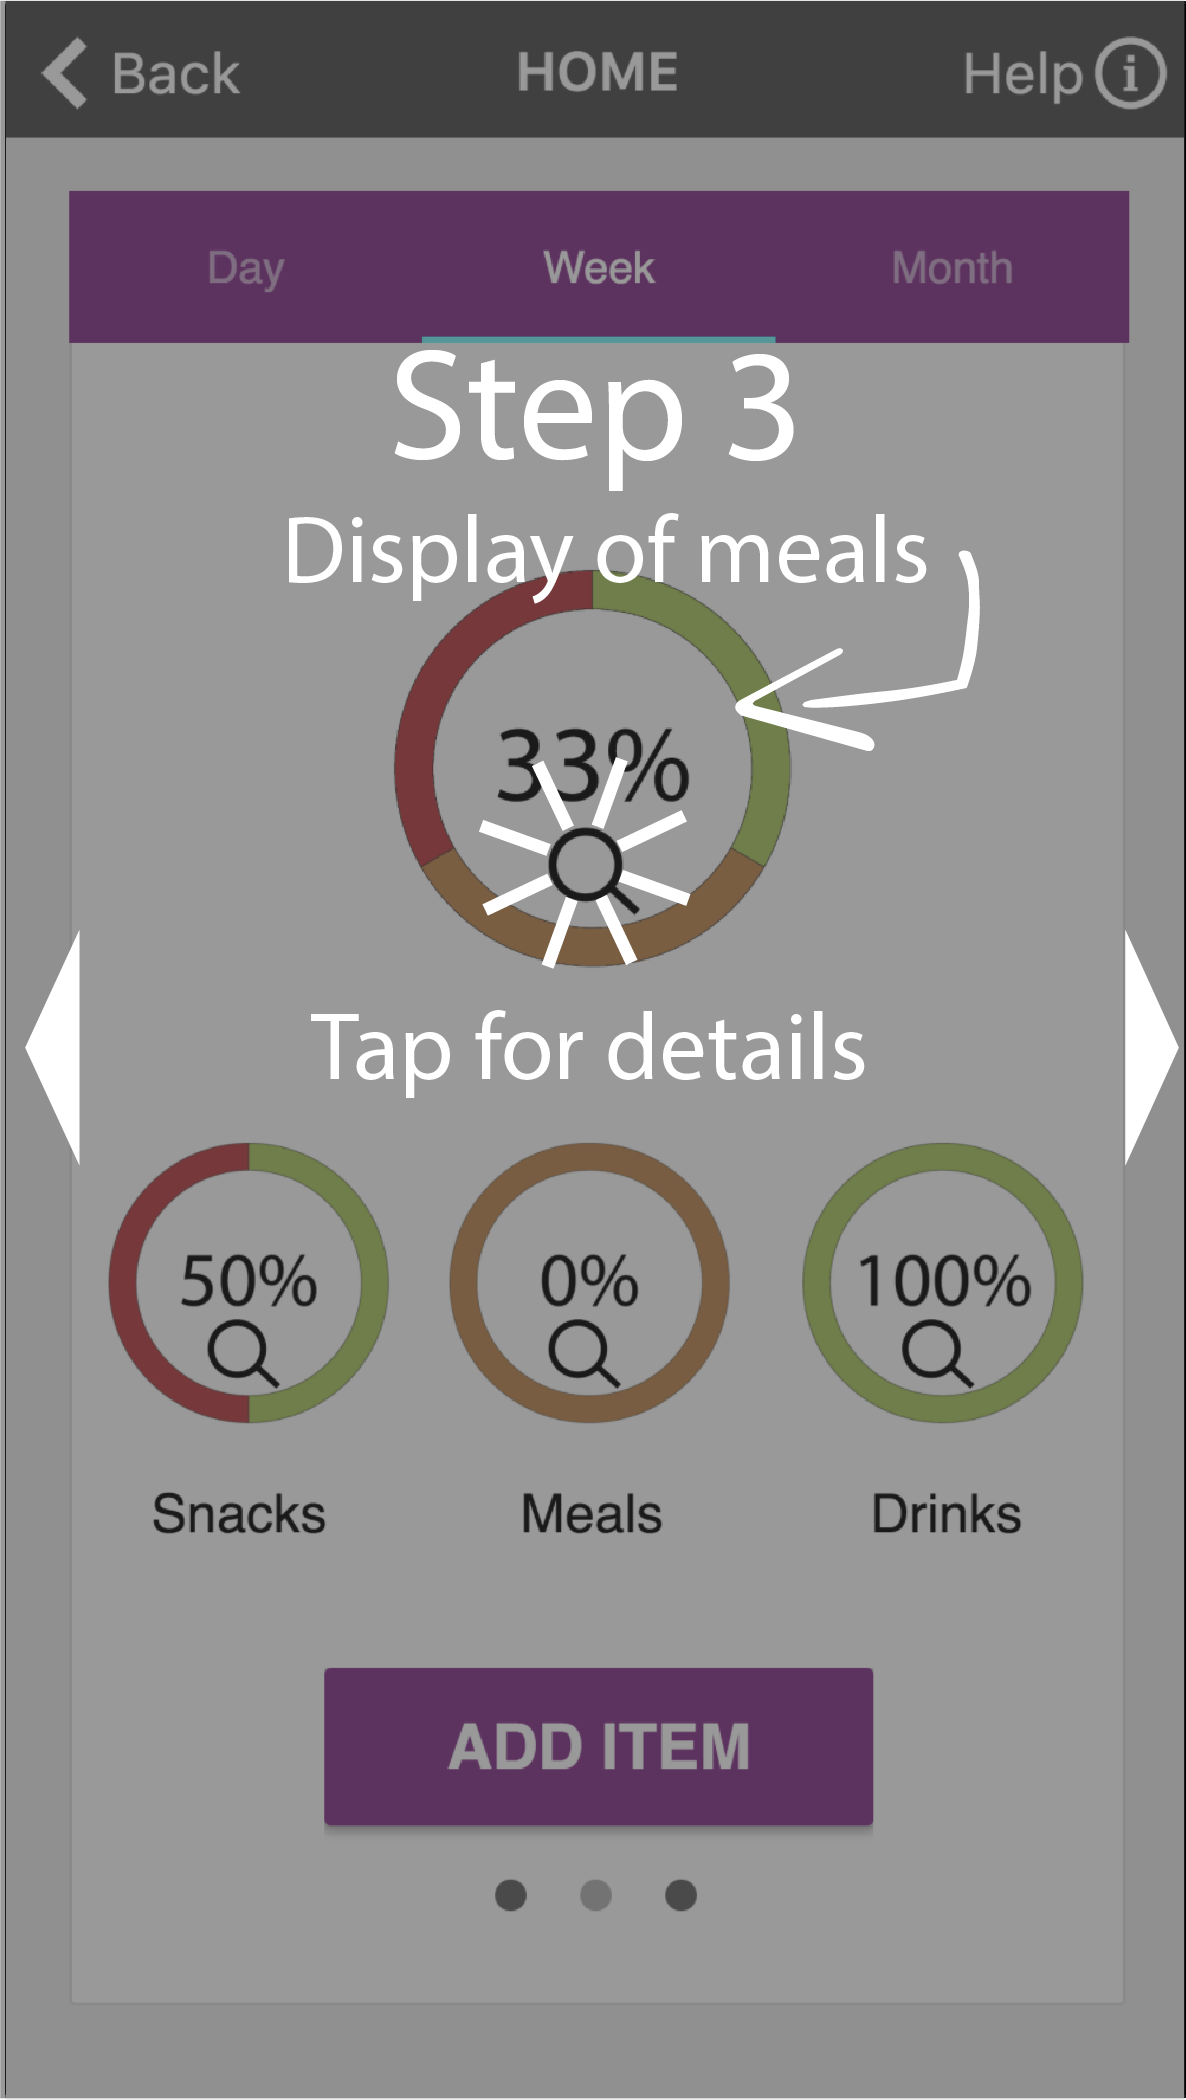 Back HOME Help i
Day Week Month
Step 3
Display of meals
33%
Tap for details
50% 0% 100%
Snacks Meals Drinks
ADD ITEM